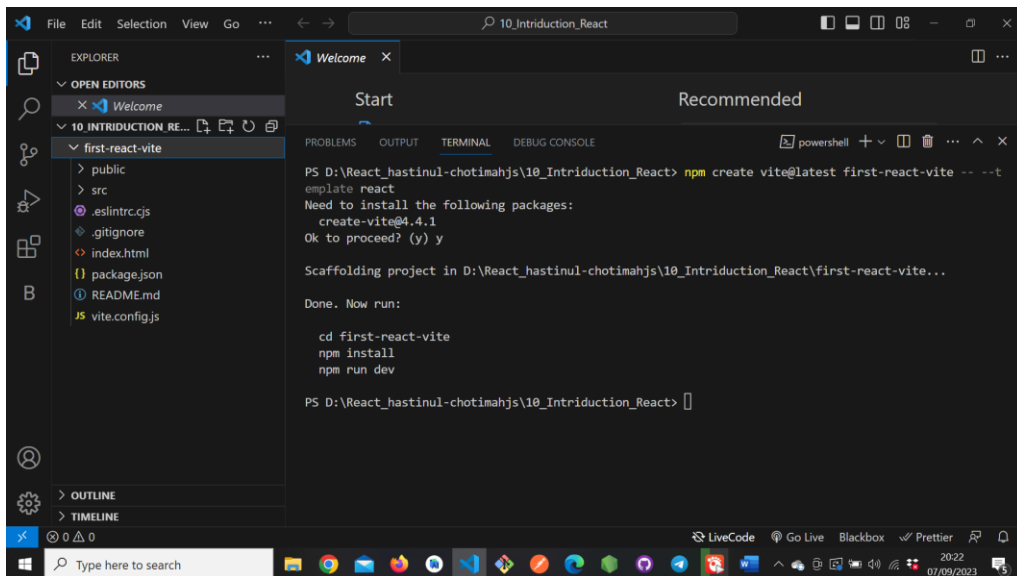 File Edit Selection View Go ··· 10_Intriduction_React
EXPLORER
OPEN EDITORS
Welcome
10_INTRIDUCTION_RE...
first-react-vite
public
src
.eslintrc.cjs
.gitignore
index.html
package.json
README.md
vite.config.js
OUTLINE
TIMELINE
Welcome
Start Recommended
PROBLEMS OUTPUT TERMINAL DEBUG CONSOLE powershell
PS D:\React_hastinul-chotimahjs\10_Intriduction_React> npm create vite@latest first-react-vite -- --t
emplate react
Need to install the following packages:
create-vite@4.4.1
Ok to proceed? (y) y
Scaffolding project in D:\React_hastinul-chotimahjs\10_Intriduction_React\first-react-vite...
Done. Now run:
cd first-react-vite
npm install
npm run dev
PS D:\React_hastinul-chotimahjs\10_Intriduction_React>
0 0 LiveCode Go Live Blackbox Prettier
Type here to search
20:22
07/09/2023
5